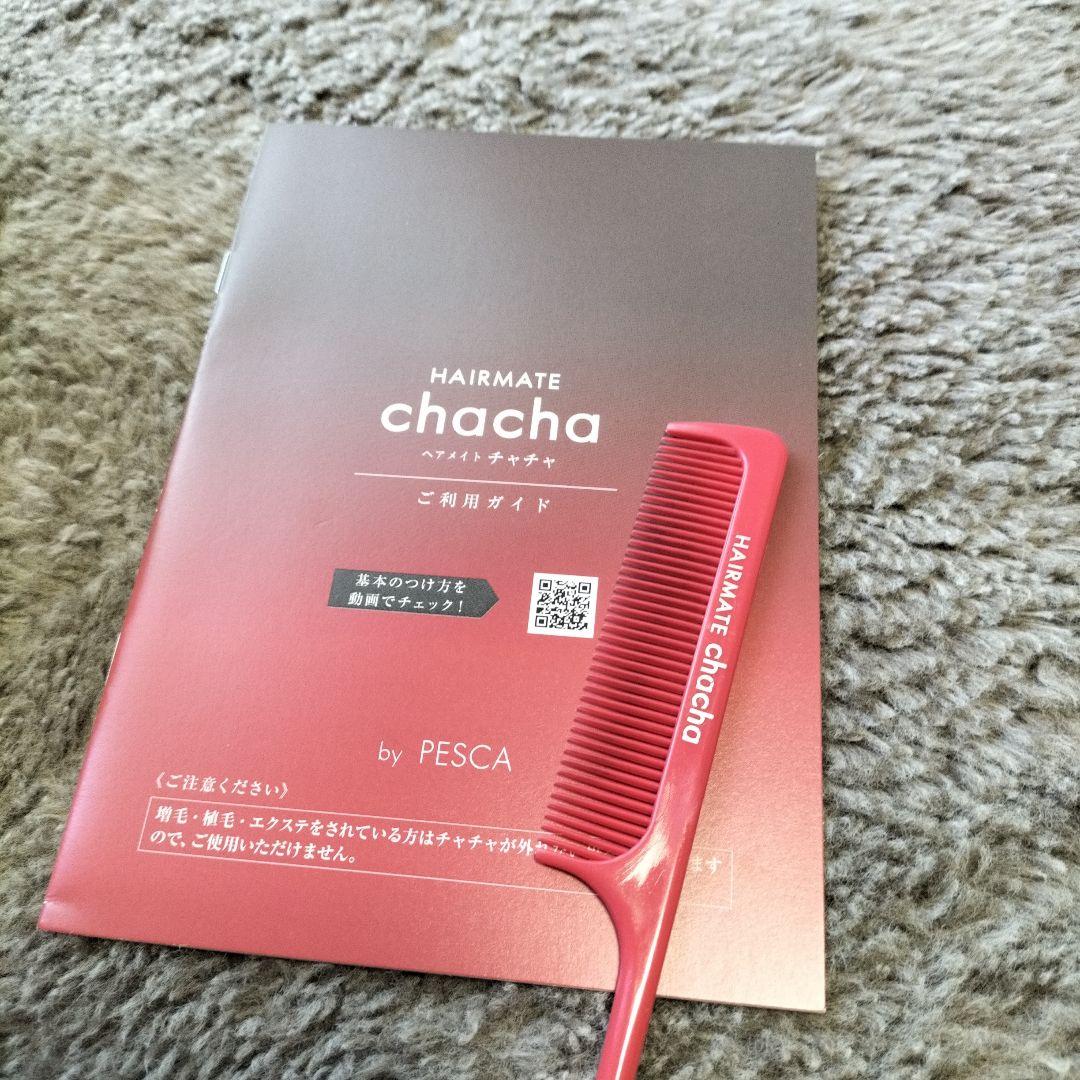 HAIRMATE
chacha
ヘアメイト チャチャ
ご利用ガイド
基本のつけ方を
動画でチェック!
by PESCA
《ご注意ください》
増毛・植毛・エクステをされている方はチャチャが外れ ます
ので、ご使用いただけません。
HAIRMATE chacha